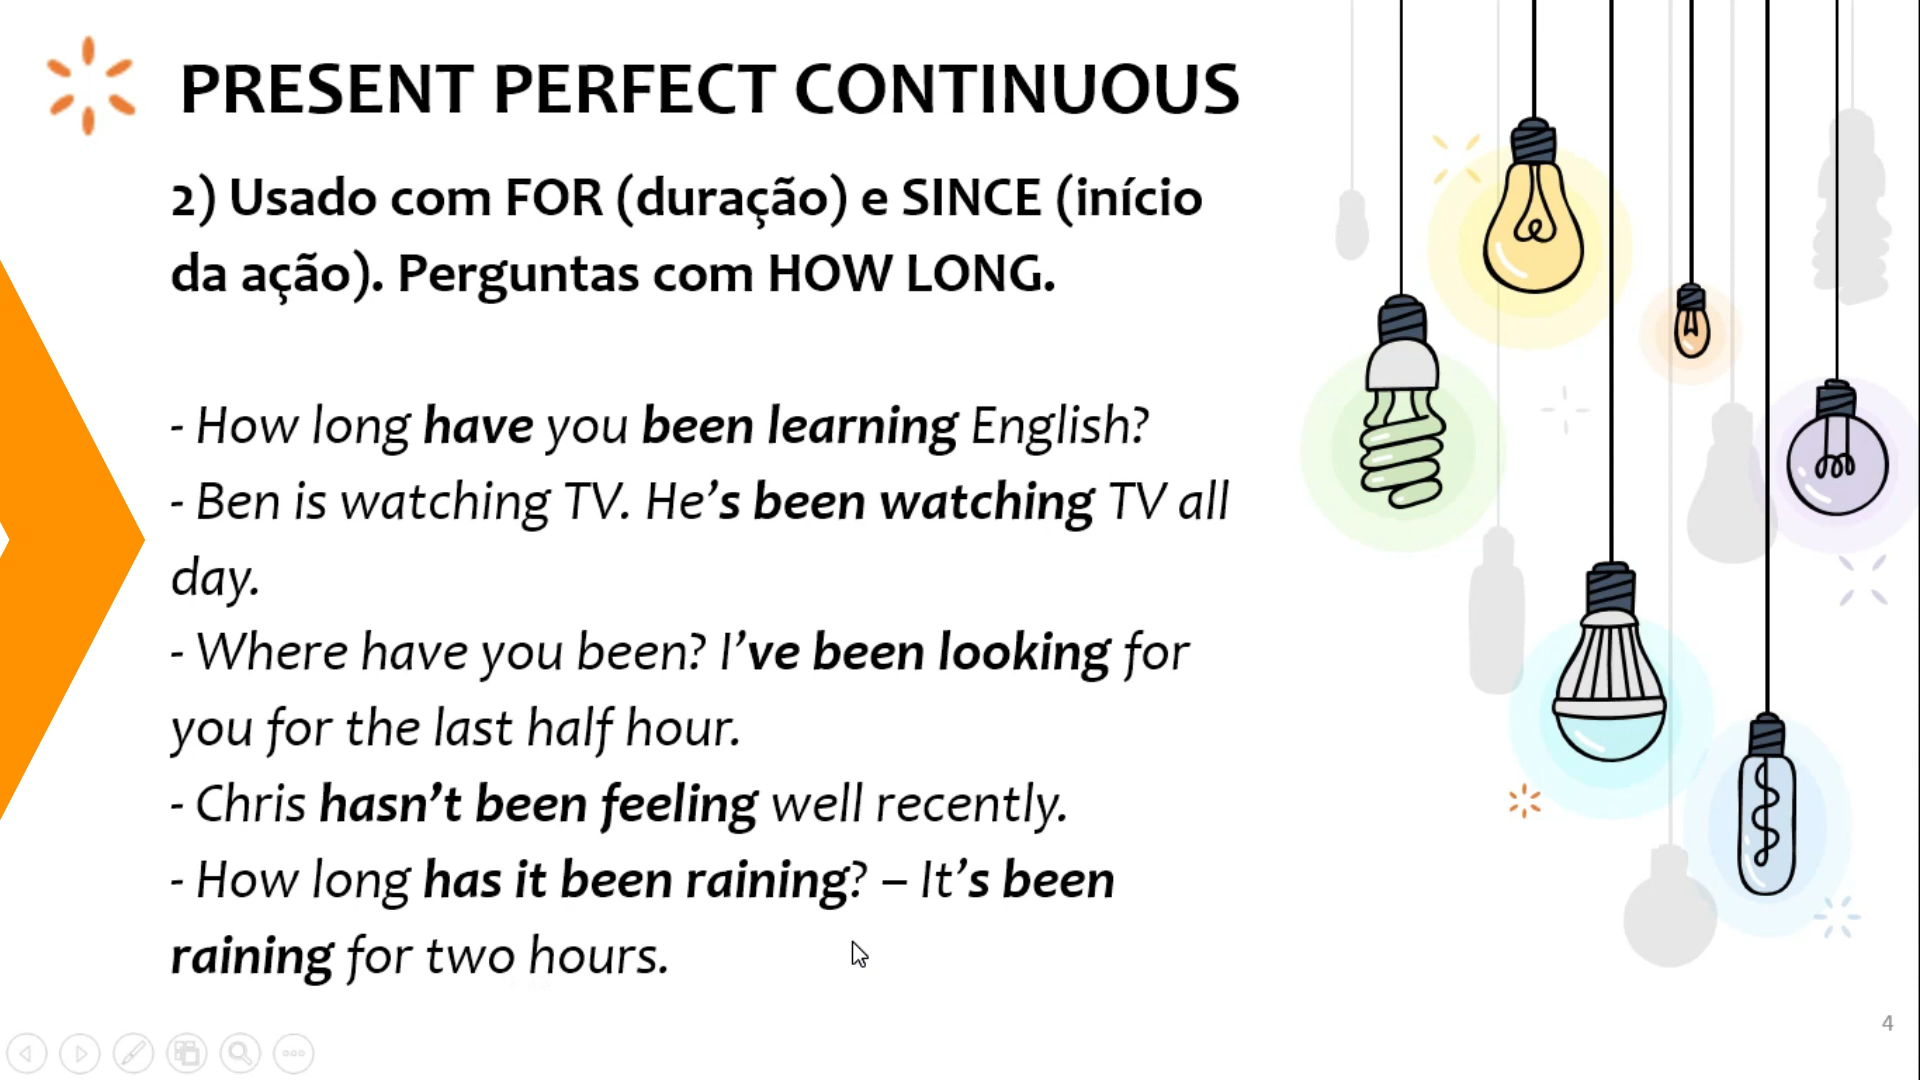 PRESENT PERFECT CONTINUOUS
2) Usado com FOR (duração) e SINCE (início
da ação). Perguntas com HOW LONG.
- How long have you been learning English?
- Ben is watching TV. He’s been watching TV all
day.
- Where have you been? I’ve been looking for
you for the last half hour.
- Chris hasn’t been feeling well recently.
- How long has it been raining? – It’s been
raining for two hours.
4